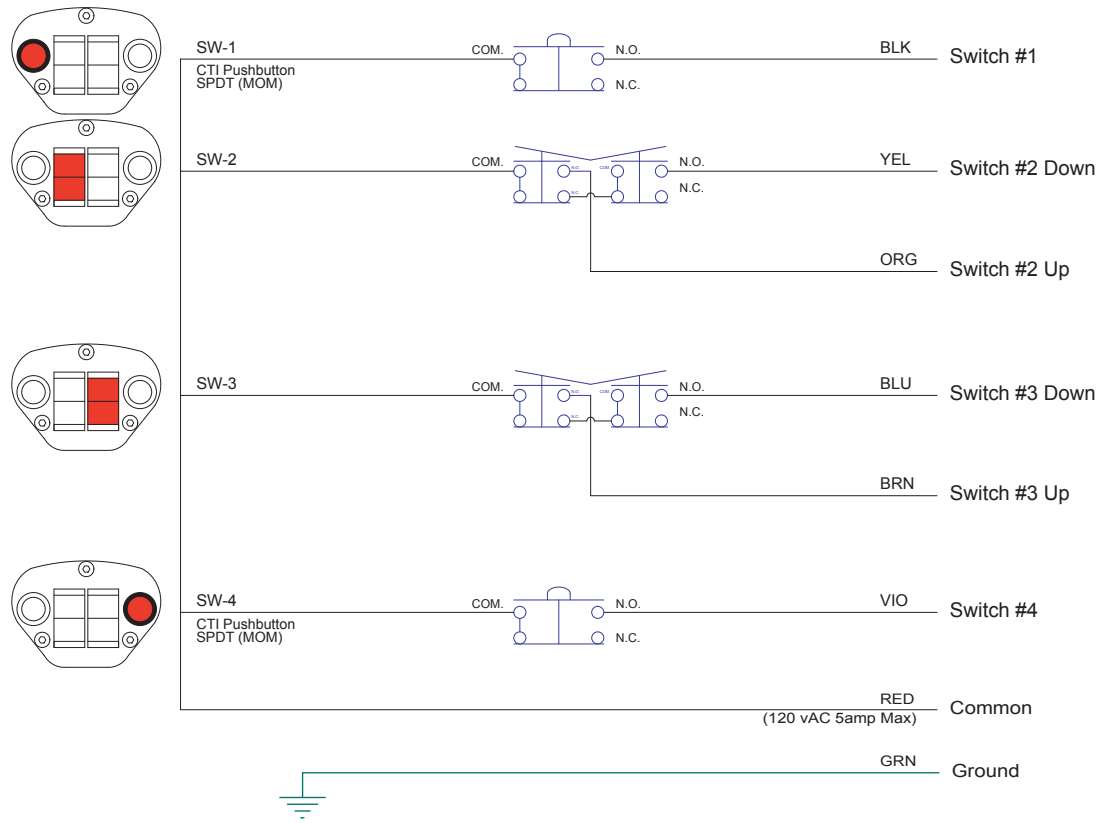 SW-1
CTI Pushbutton
SPDT (MOM)
COM.
N.O.
N.C.
BLK
Switch #1
SW-2
COM.
N.O.
COM
N.C.
N.O.
N.C.
YEL
Switch #2 Down
ORG
Switch #2 Up
SW-3
COM.
N.O.
COM
N.C.
N.O.
N.C.
BLU
Switch #3 Down
BRN
Switch #3 Up
SW-4
CTI Pushbutton
SPDT (MOM)
COM.
N.O.
N.C.
VIO
Switch #4
RED
(120 vAC 5amp Max)
Common
GRN
Ground